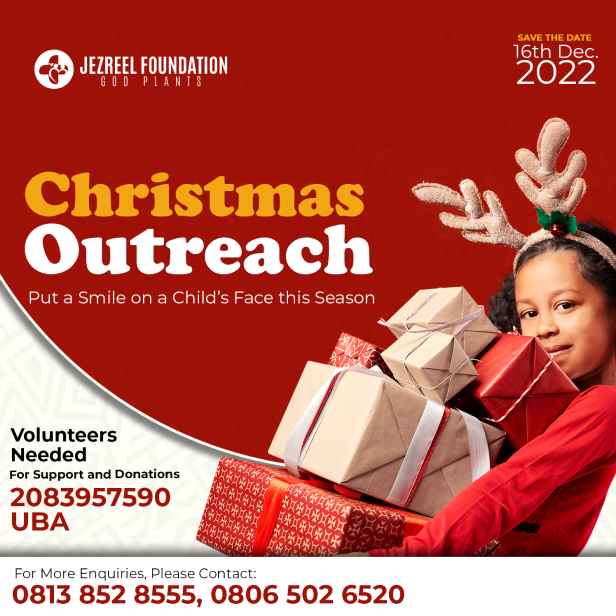 JEZREEL FOUNDATION
GOD PLANTS
SAVE THE DATE
16th Dec.
2022
Christmas
Outreach
Put a Smile on a Child's Face this Season
Volunteers
Needed
For Support and Donations
2083957590
UBA
For More Enquiries, Please Contact:
0813 852 8555, 0806 502 6520